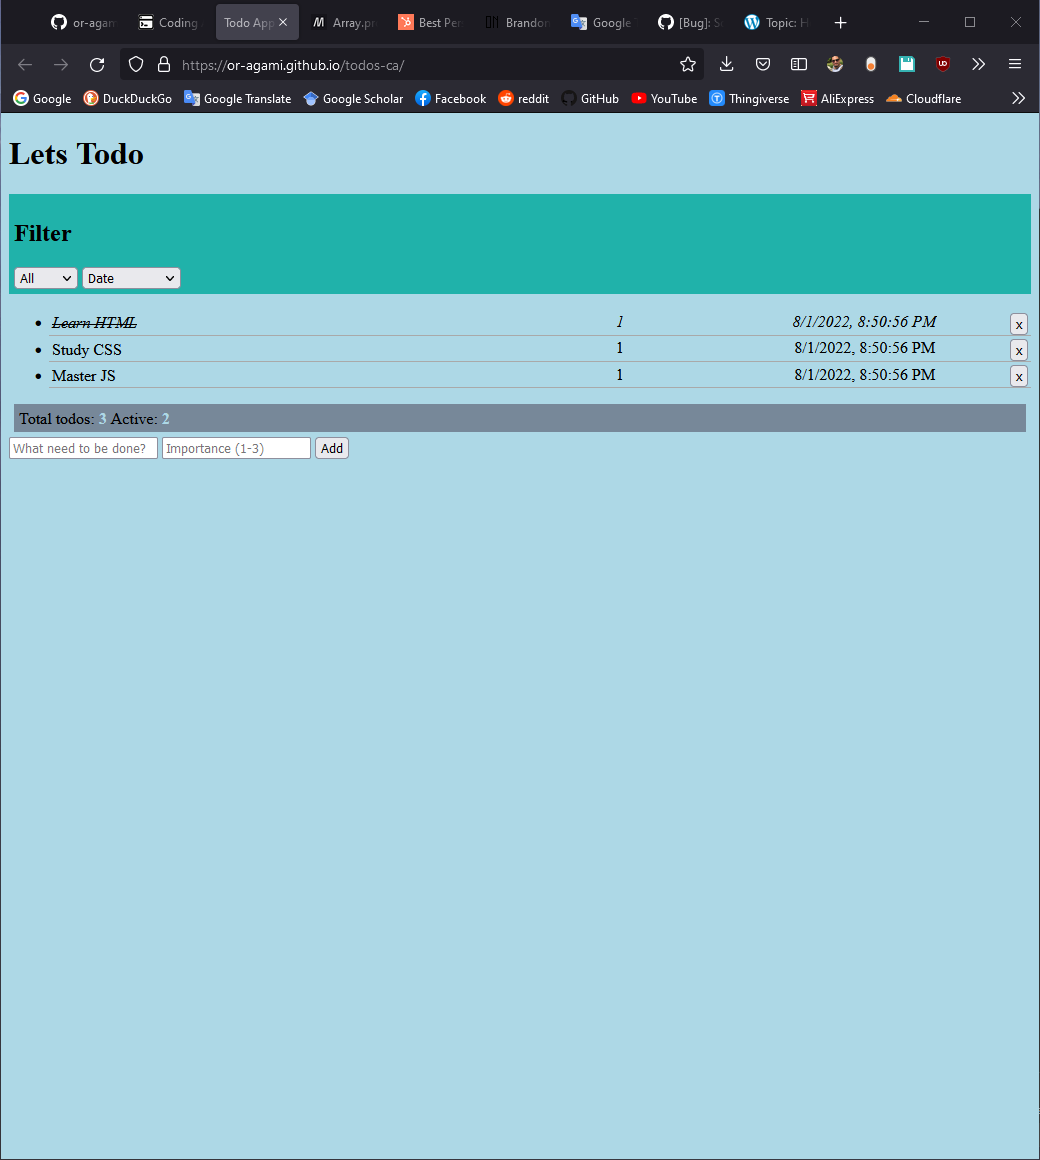 or-agam Coding Todo App Array.pr Best Per Brandon Google [Bug]: S Topic: H
https://or-agami.github.io/todos-ca/
Google DuckDuckGo Google Translate Google Scholar Facebook reddit GitHub YouTube Thingiverse AliExpress Cloudflare
Lets Todo
Filter
All Date
Learn HTML 1 8/1/2022, 8:50:56 PM x
Study CSS 1 8/1/2022, 8:50:56 PM x
Master JS 1 8/1/2022, 8:50:56 PM x
Total todos: 3 Active: 2
What need to be done? Importance (1-3) Add